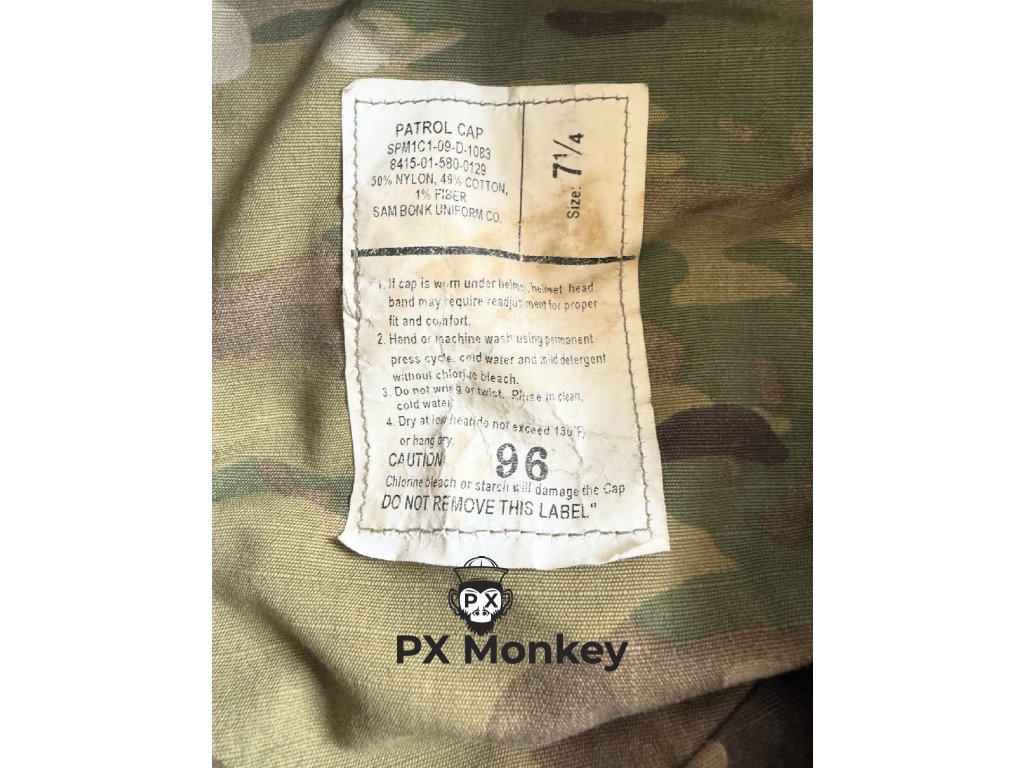 PATROL CAP
SPM1C1-09-D-1083
8415-01-580-0129
50% NYLON, 49% COTTON,
1% FIBER
SAM BONK UNIFORM CO.
Size: 7 1/4
1. If cap is worn under helmet, helmet head
band may require readjustment for proper
fit and comfort.
2. Hand or machine wash using permanent
press cycle, cold water and mild detergent
without chlorine bleach.
3. Do not wring or twist. Rinse in clean,
cold water.
4. Dry at low heat(do not exceed 130°F)
or hang dry.
CAUTION
96
Chlorine bleach or starch will damage the Cap
DO NOT REMOVE THIS LABEL"
PX
PX Monkey